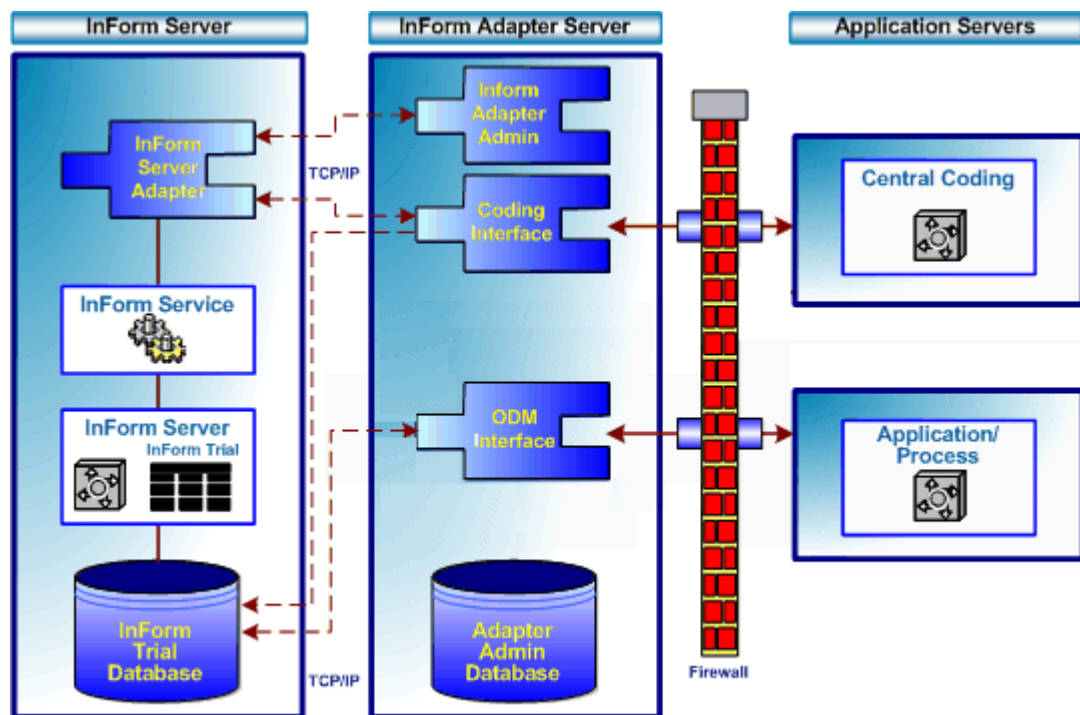 InForm Server
InForm Adapter Server
Application Servers
InForm
Server
Adapter
TCP/IP
Inform
Adapter
Admin
Coding
Interface
Central Coding
InForm Service
InForm Server
InForm Trial
ODM
Interface
Application/
Process
InForm
Trial
Database
TCP/IP
Adapter
Admin
Database
Firewall